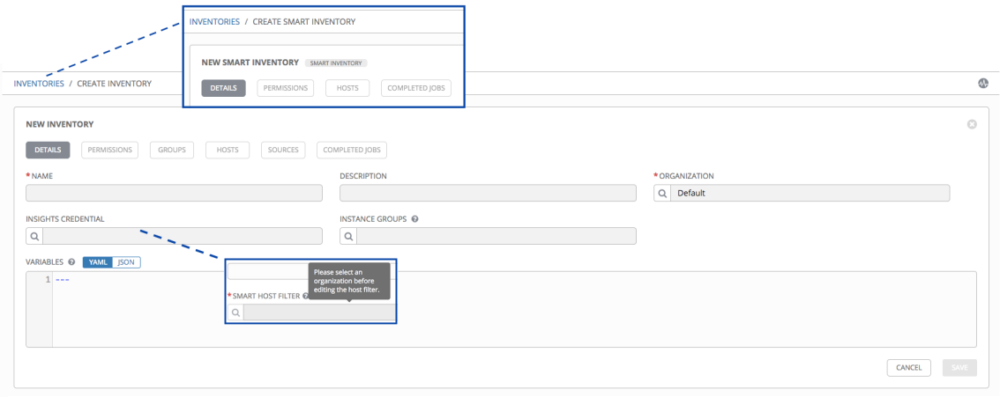 INVENTORIES / CREATE SMART INVENTORY
NEW SMART INVENTORY SMART INVENTORY
DETAILS PERMISSIONS HOSTS COMPLETED JOBS
INVENTORIES / CREATE INVENTORY
NEW INVENTORY
DETAILS PERMISSIONS GROUPS HOSTS SOURCES COMPLETED JOBS
* NAME DESCRIPTION * ORGANIZATION
Default
INSIGHTS CREDENTIAL INSTANCE GROUPS ?
VARIABLES ? YAML JSON
1 ---
Please select an
organization before
editing the host filter.
* SMART HOST FILTER ?
CANCEL SAVE